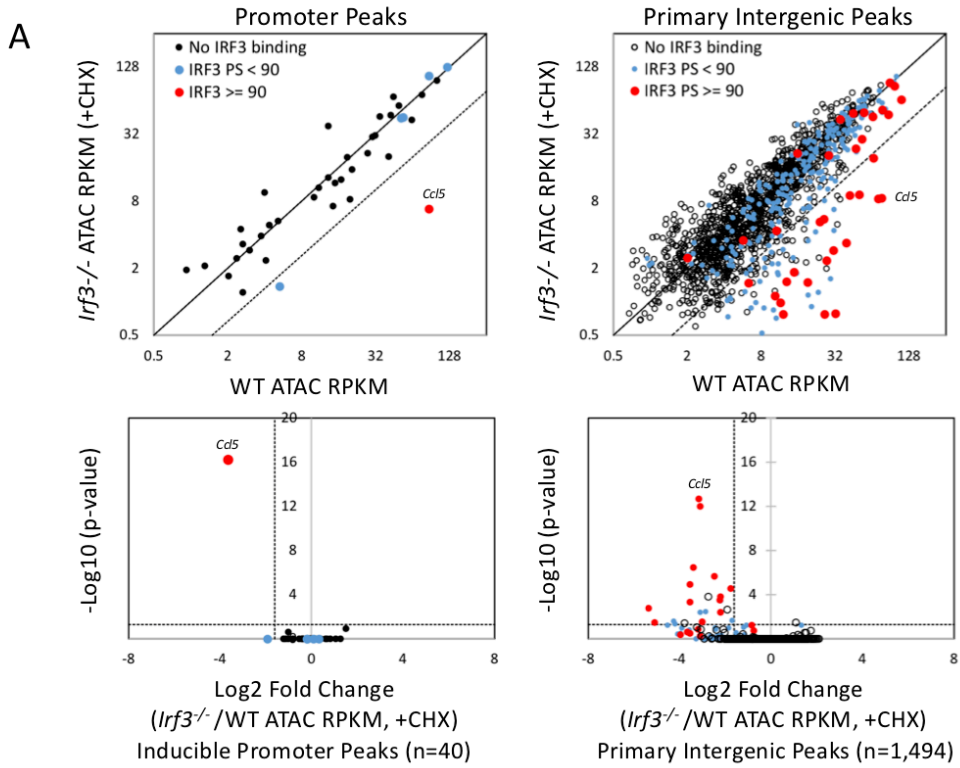 A
Promoter Peaks
Irf3-/- ATAC RPKM (+CHX)
128
32
8
2
0.5
No IRF3 binding
IRF3 PS < 90
IRF3 >= 90
Ccl5
0.5 2 8 32 128
WT ATAC RPKM
Primary Intergenic Peaks
Irf3-/- ATAC RPKM (+CHX)
128
32
8
2
0.5
No IRF3 binding
IRF3 PS < 90
IRF3 PS >= 90
Ccl5
0.5 2 8 32 128
WT ATAC RPKM
-Log10 (p-value)
20
16
12
8
4
Ccl5
-8 -4 0 4 8
Log2 Fold Change
(Irf3-/-/WT ATAC RPKM, +CHX)
Inducible Promoter Peaks (n=40)
-Log10 (p-value)
20
16
12
8
4
Ccl5
-8 -4 0 4 8
Log2 Fold Change
(Irf3-/-/WT ATAC RPKM, +CHX)
Primary Intergenic Peaks (n=1,494)